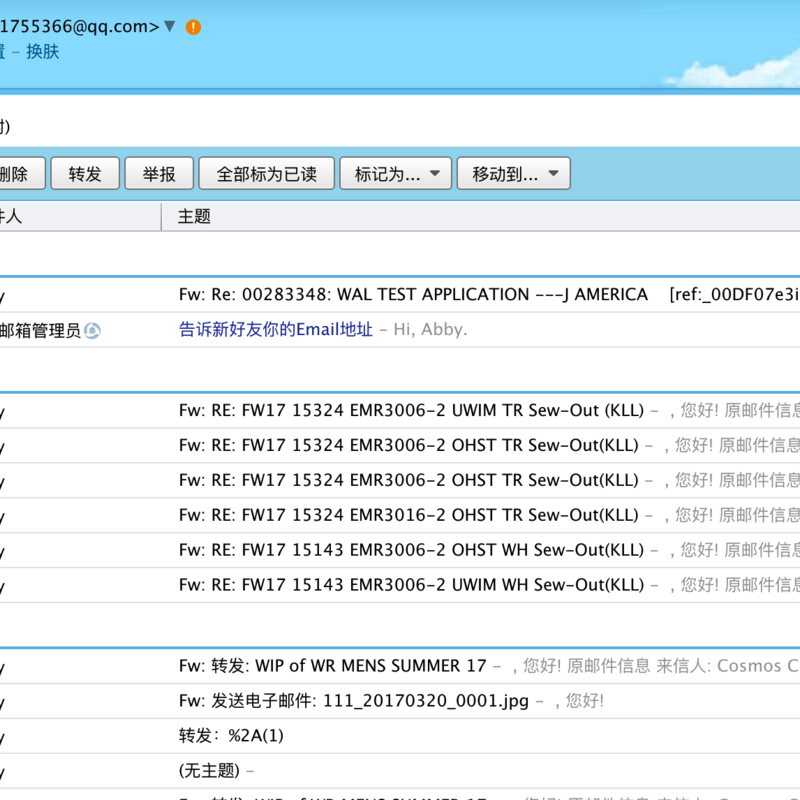 1755366@qq.com>
置 - 换肤
删除 转发 举报 全部标为已读 标记为... 移动到...
件人 主题
y Fw: Re: 00283348: WAL TEST APPLICATION ---J AMERICA [ref:_00DF07e3i
邮箱管理员 告诉新好友你的Email地址 - Hi, Abby.
y Fw: RE: FW17 15324 EMR3006-2 UWIM TR Sew-Out (KLL) - , 您好! 原邮件信息
y Fw: RE: FW17 15324 EMR3006-2 OHST TR Sew-Out(KLL) - , 您好! 原邮件信息
y Fw: RE: FW17 15324 EMR3006-2 OHST TR Sew-Out(KLL) - , 您好! 原邮件信息
y Fw: RE: FW17 15324 EMR3016-2 OHST TR Sew-Out(KLL) - , 您好! 原邮件信息
y Fw: RE: FW17 15143 EMR3006-2 OHST WH Sew-Out(KLL) - , 您好! 原邮件信息
y Fw: RE: FW17 15143 EMR3006-2 UWIM WH Sew-Out(KLL) - , 您好! 原邮件信息
y Fw: 转发: WIP of WR MENS SUMMER 17 - , 您好! 原邮件信息 来信人: Cosmos C
y Fw: 发送电子邮件: 111_20170320_0001.jpg - , 您好!
y 转发：%2A(1)
y (无主题) -